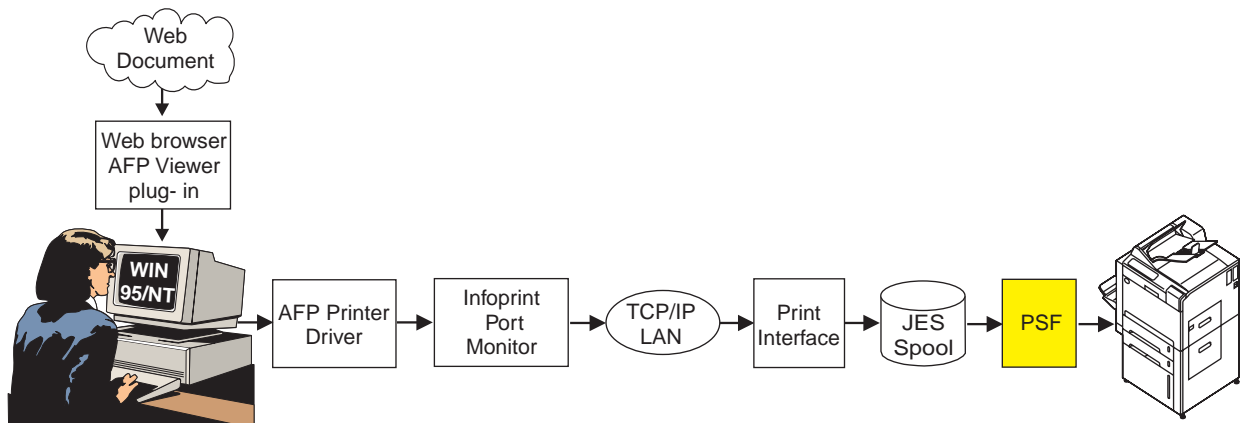 Web
Document
Web browser
AFP Viewer
plug- in
WIN
95/NT
AFP Printer
Driver
Infoprint
Port
Monitor
TCP/IP
LAN
Print
Interface
JES
Spool
PSF